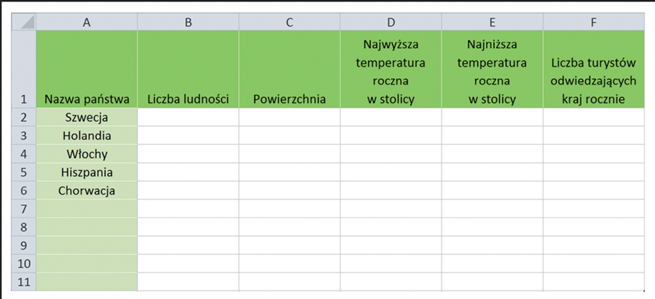 A B C D E F
1 Nazwa państwa Liczba ludności Powierzchnia Najwyższa temperatura roczna w stolicy Najniższa temperatura roczna w stolicy Liczba turystów odwiedzających kraj rocznie
2 Szwecja
3 Holandia
4 Włochy
5 Hiszpania
6 Chorwacja
7
8
9
10
11